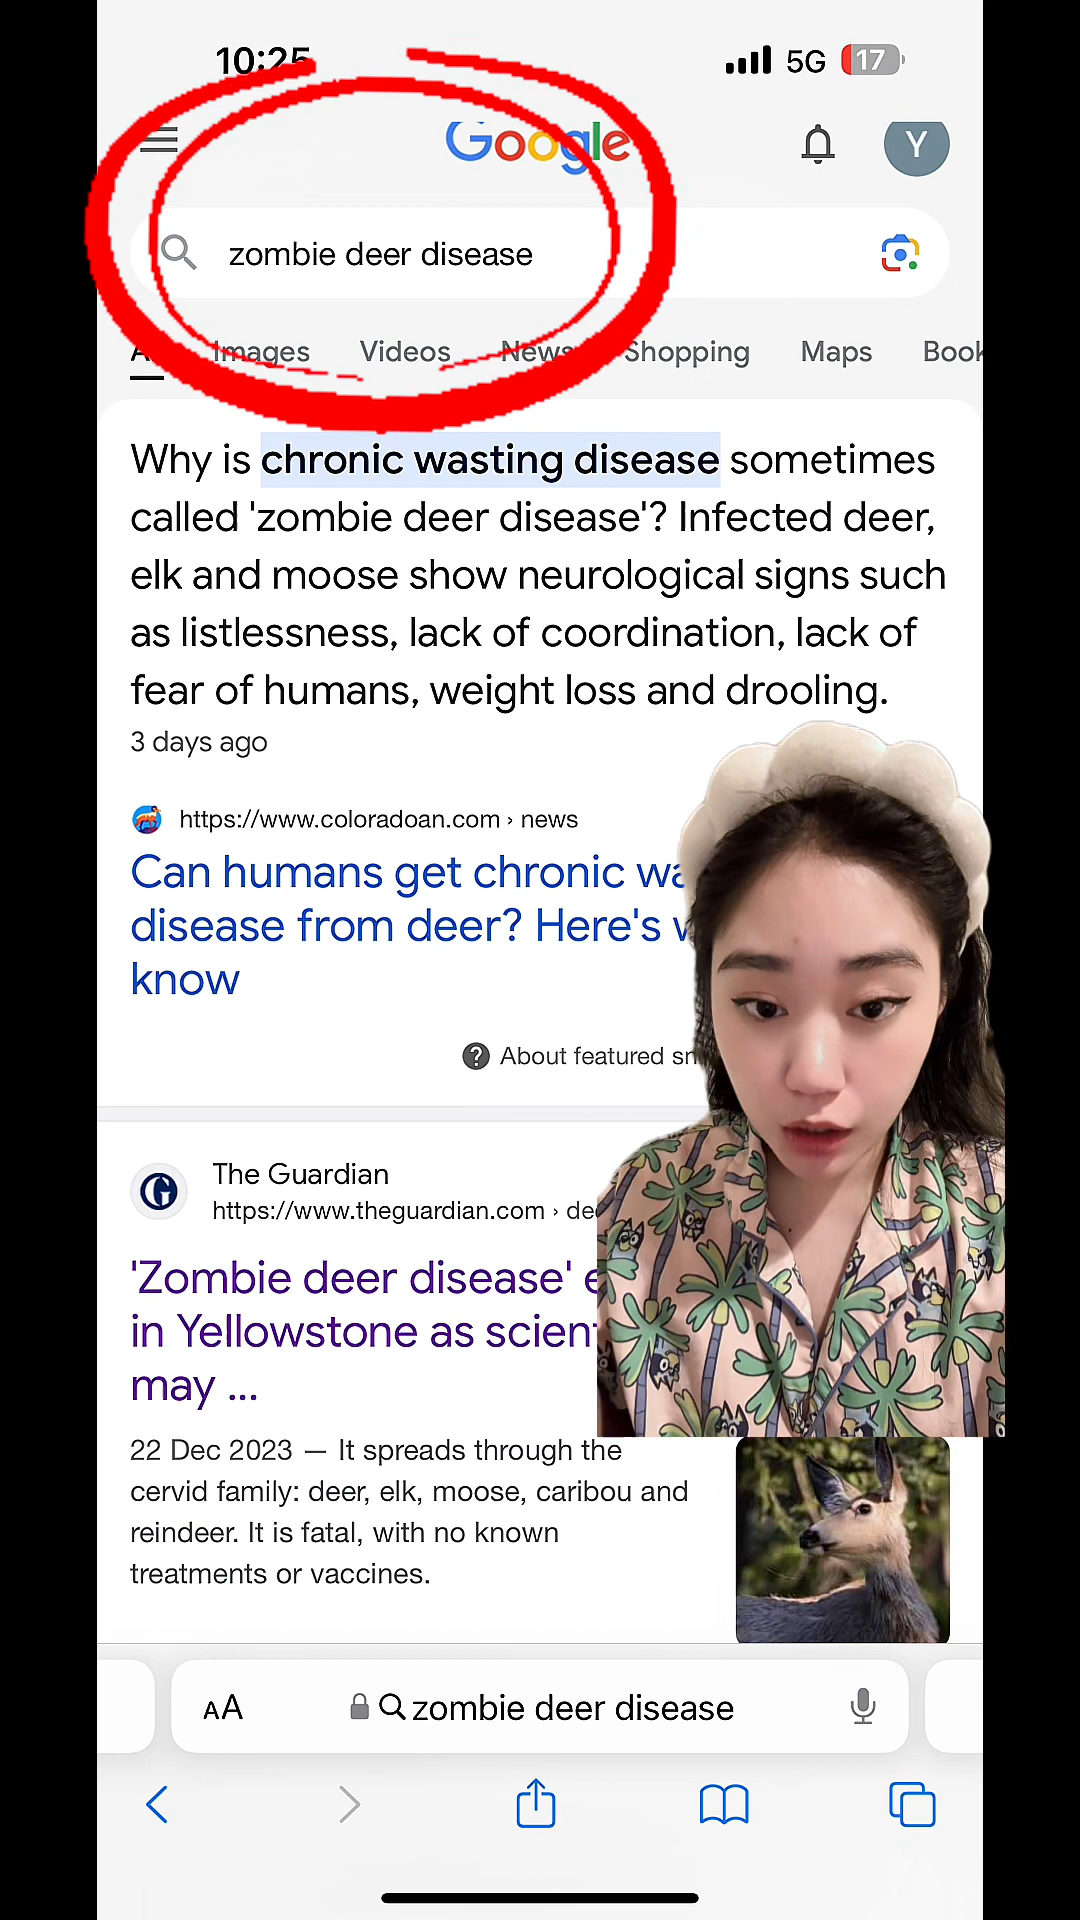 10:25
5G
17
Google
Y
zombie deer disease
Images Videos News Shopping Maps Book
Why is chronic wasting disease sometimes
called 'zombie deer disease'? Infected deer,
elk and moose show neurological signs such
as listlessness, lack of coordination, lack of
fear of humans, weight loss and drooling.
3 days ago
https://www.coloradoan.com › news
Can humans get chronic wa
disease from deer? Here's w
know
About featured sn
The Guardian
https://www.theguardian.com › de
'Zombie deer disease' e
in Yellowstone as scient
may ...
22 Dec 2023 — It spreads through the
cervid family: deer, elk, moose, caribou and
reindeer. It is fatal, with no known
treatments or vaccines.
AA zombie deer disease